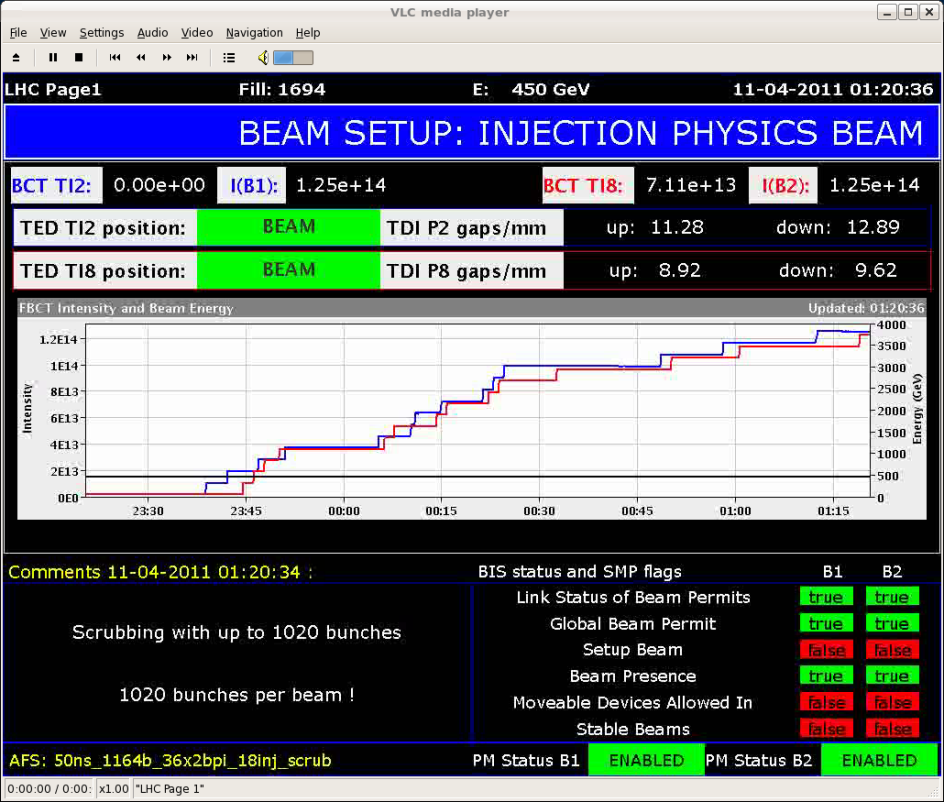 VLC media player
File View Settings Audio Video Navigation Help
LHC Page1 Fill: 1694 E: 450 GeV 11-04-2011 01:20:36
BEAM SETUP: INJECTION PHYSICS BEAM
BCT TI2: 0.00e+00 I(B1): 1.25e+14 BCT TI8: 7.11e+13 I(B2): 1.25e+14
TED TI2 position: BEAM TDI P2 gaps/mm up: 11.28 down: 12.89
TED TI8 position: BEAM TDI P8 gaps/mm up: 8.92 down: 9.62
FBCT Intensity and Beam Energy Updated: 01:20:36
Intensity
1.2E14
1E14
8E13
6E13
4E13
2E13
0E0
4000
3500
3000
2500
2000
1500
1000
500
0
Energy (GeV)
23:30 23:45 00:00 00:15 00:30 00:45 01:00 01:15
Comments 11-04-2011 01:20:34 :
Scrubbing with up to 1020 bunches
1020 bunches per beam !
BIS status and SMP flags B1 B2
Link Status of Beam Permits true true
Global Beam Permit true true
Setup Beam false false
Beam Presence true true
Moveable Devices Allowed In false false
Stable Beams false false
AFS: 50ns_1164b_36x2bpi_18inj_scrub PM Status B1 ENABLED PM Status B2 ENABLED
0:00:00 / 0:00: x1.00 "LHC Page 1"